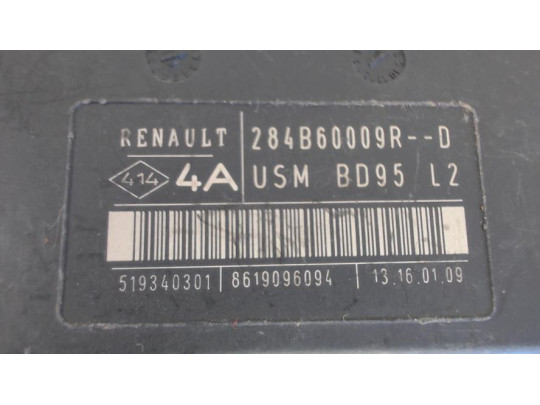 RENAULT 284B60009R--D
414 4A USM BD95 L2
519340301 8619096094 13.16.01.09